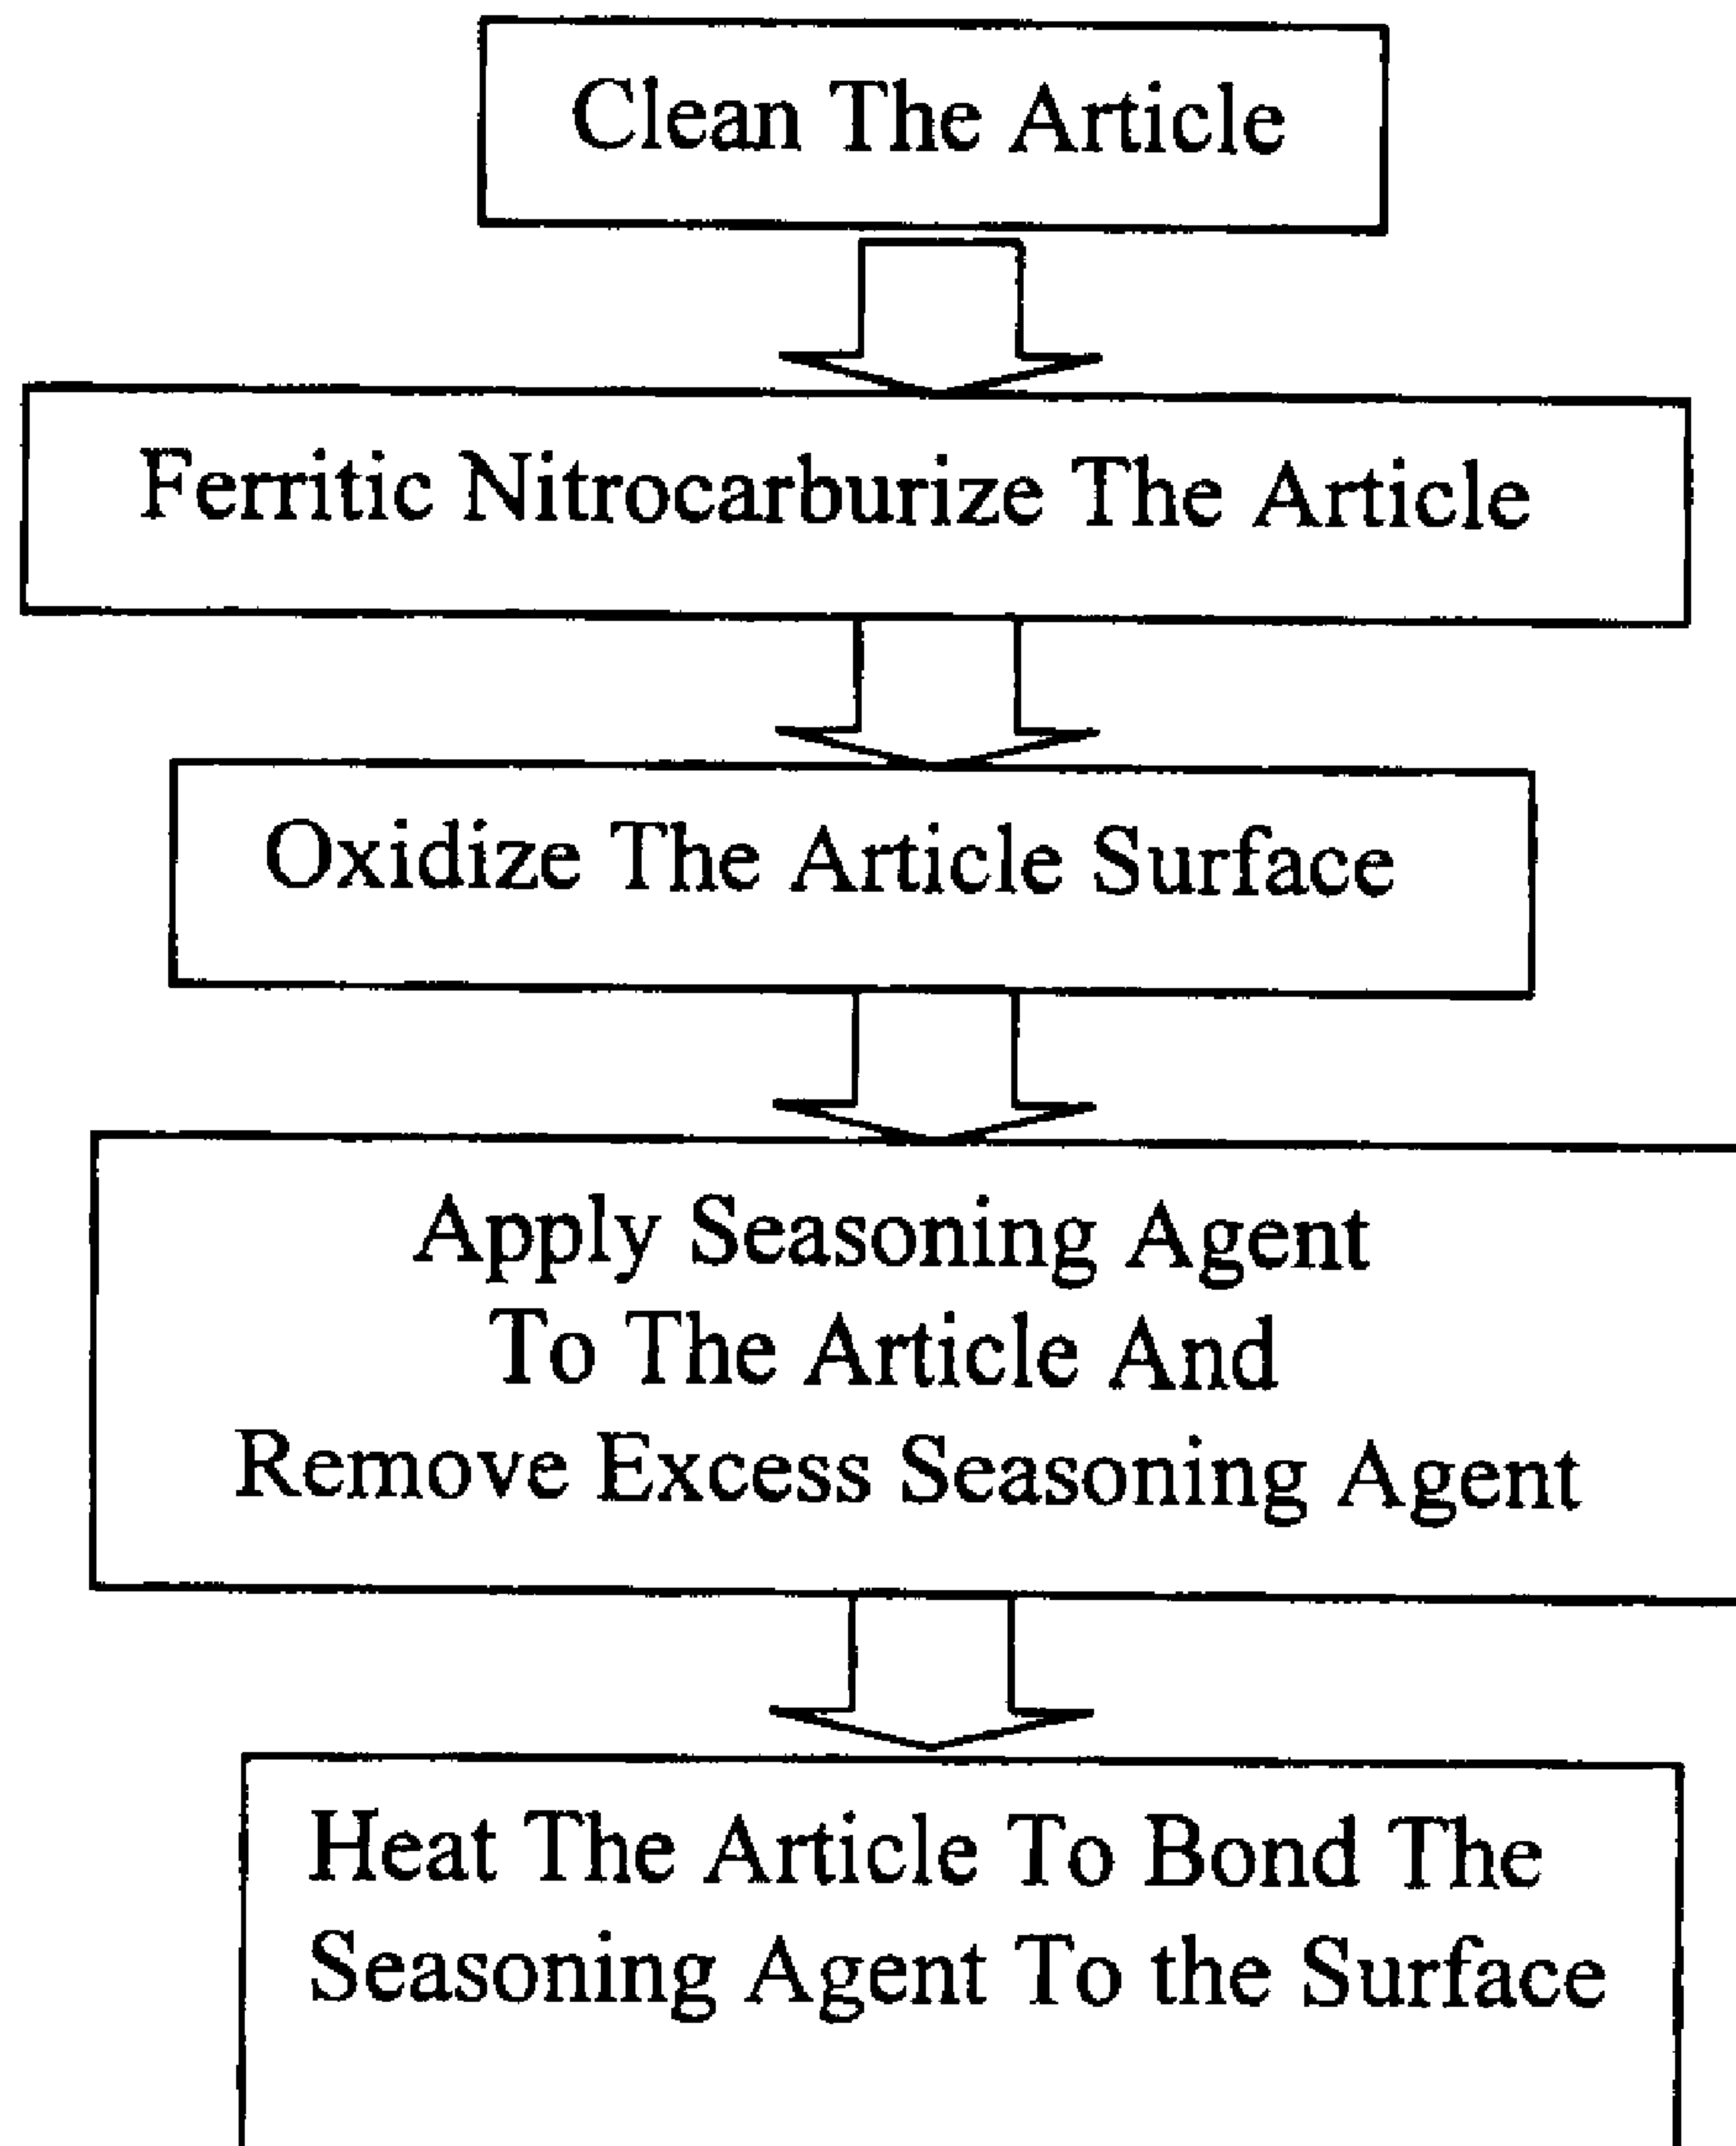 Clean The Article
Ferritic Nitrocarburize The Article
Oxidize The Article Surface
Apply Seasoning Agent
To The Article And
Remove Excess Seasoning Agent
Heat The Article To Bond The
Seasoning Agent To the Surface